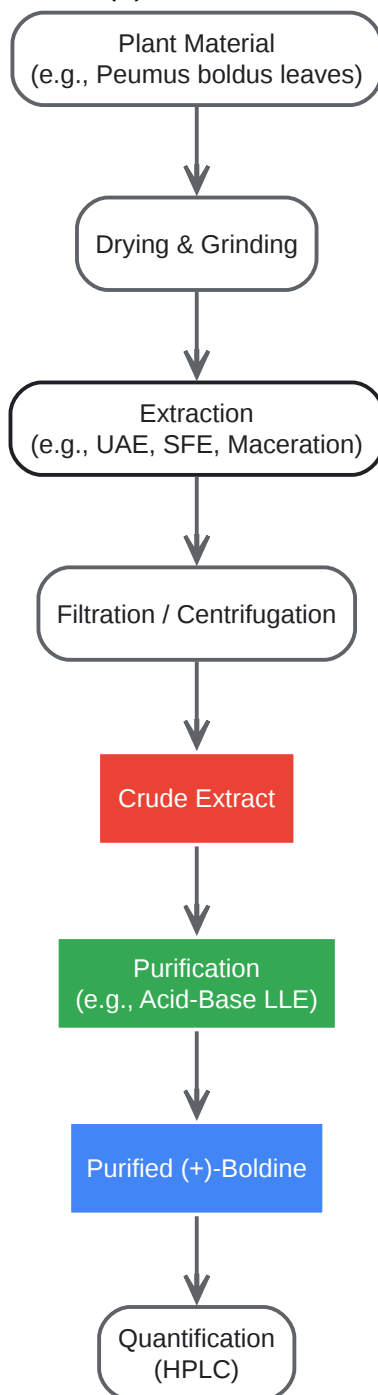 Plant Material
(e.g., Peumus boldus leaves)
Drying & Grinding
Extraction
(e.g., UAE, SFE, Maceration)
Filtration / Centrifugation
Crude Extract
Purification
(e.g., Acid-Base LLE)
Purified (+)-Boldine
Quantification
(HPLC)